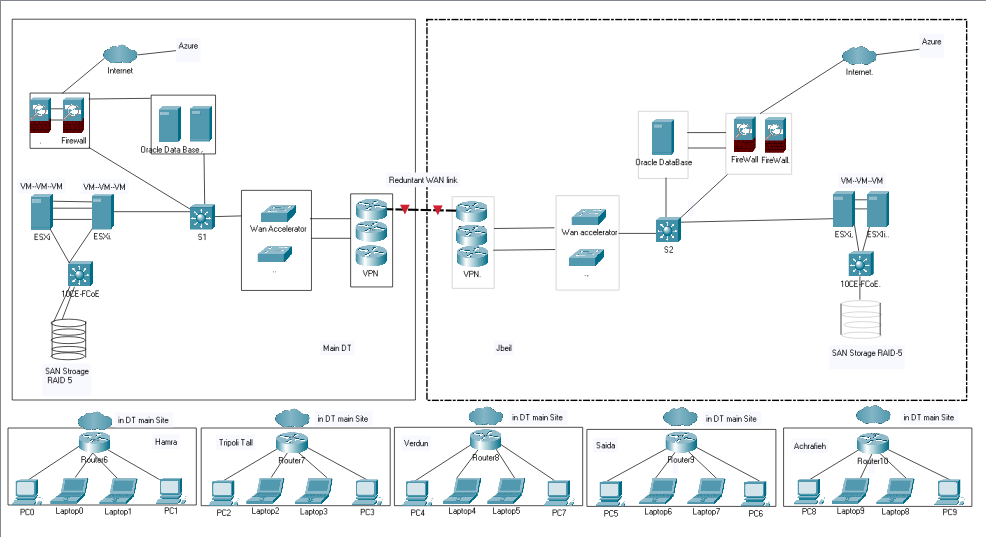 Azure
Internet
Firewall
.
Oracle Data Base .
VM--VM--VM
VM--VM--VM
ESXi
ESXi.
S1
10CE-FCoE
SAN Stroage
RAID 5
Wan Accelerator
..
VPN
Main DT
Reduntant WAN link
Azure
Internet.
Oracle DataBase
FireWall
FireWall.
VM--VM--VM
ESXi,
ESXIi..
10CE-FCoE.
SAN Storage RAID-5
S2
Wan accelerator
..
VPN.
Jbeil
in DT main Site
Hamra
Router6
PC0
Laptop0
Laptop1
PC1
in DT main Site
Tripoli Tall
Router7
PC2
Laptop2
Laptop3
PC3
in DT main Site
Verdun
Router8
PC4
Laptop4
Laptop5
PC7
in DT main Site
Saida
Router9
PC5
Laptop6
Laptop7
PC6
in DT main Site
Achrafieh
Router10
PC8
Laptop9
Laptop8
PC9